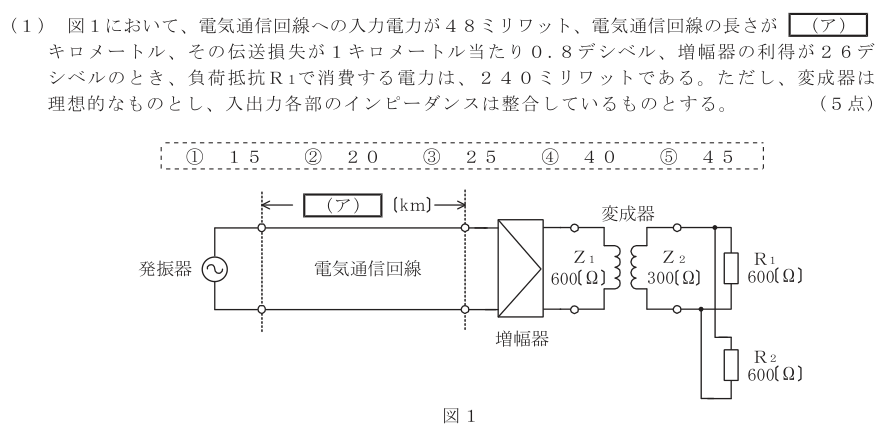 （１） 図１において、電気通信回線への入力電力が４８ミリワット、電気通信回線の長さが （ア）
キロメートル、その伝送損失が１キロメートル当たり０.８デシベル、増幅器の利得が２６デ
シベルのとき、負荷抵抗Ｒ₁で消費する電力は、２４０ミリワットである。ただし、変成器は
理想的なものとし、入出力各部のインピーダンスは整合しているものとする。 （５点）
① １５ ② ２０ ③ ２５ ④ ４０ ⑤ ４５
（ア） 〔km〕
変成器
発振器
電気通信回線
Ｚ₁
600〔Ω〕
Ｚ₂
300〔Ω〕
Ｒ₁
600〔Ω〕
増幅器
Ｒ₂
600〔Ω〕
図１